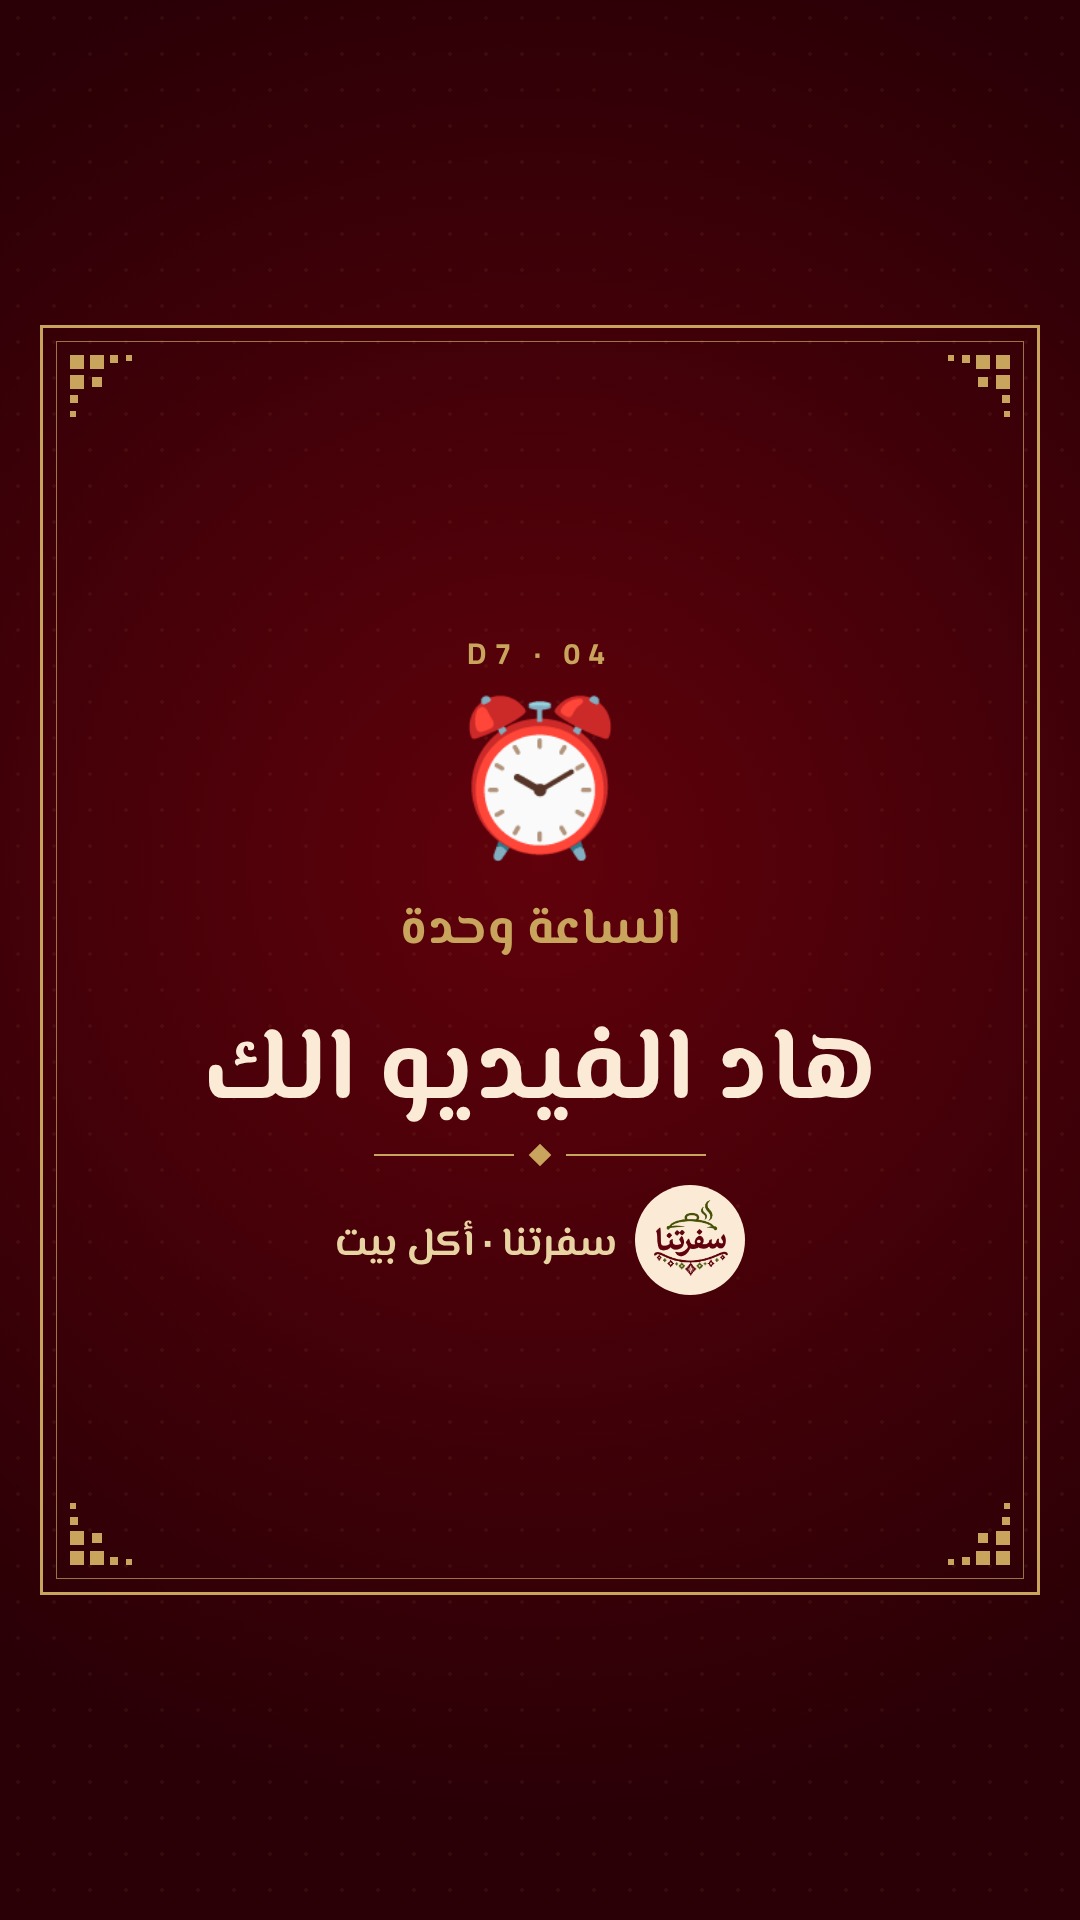 D7 · 04
الساعة وحدة
هاد الفيديو الك
سفرتنا
سفرتنا · أكل بيت